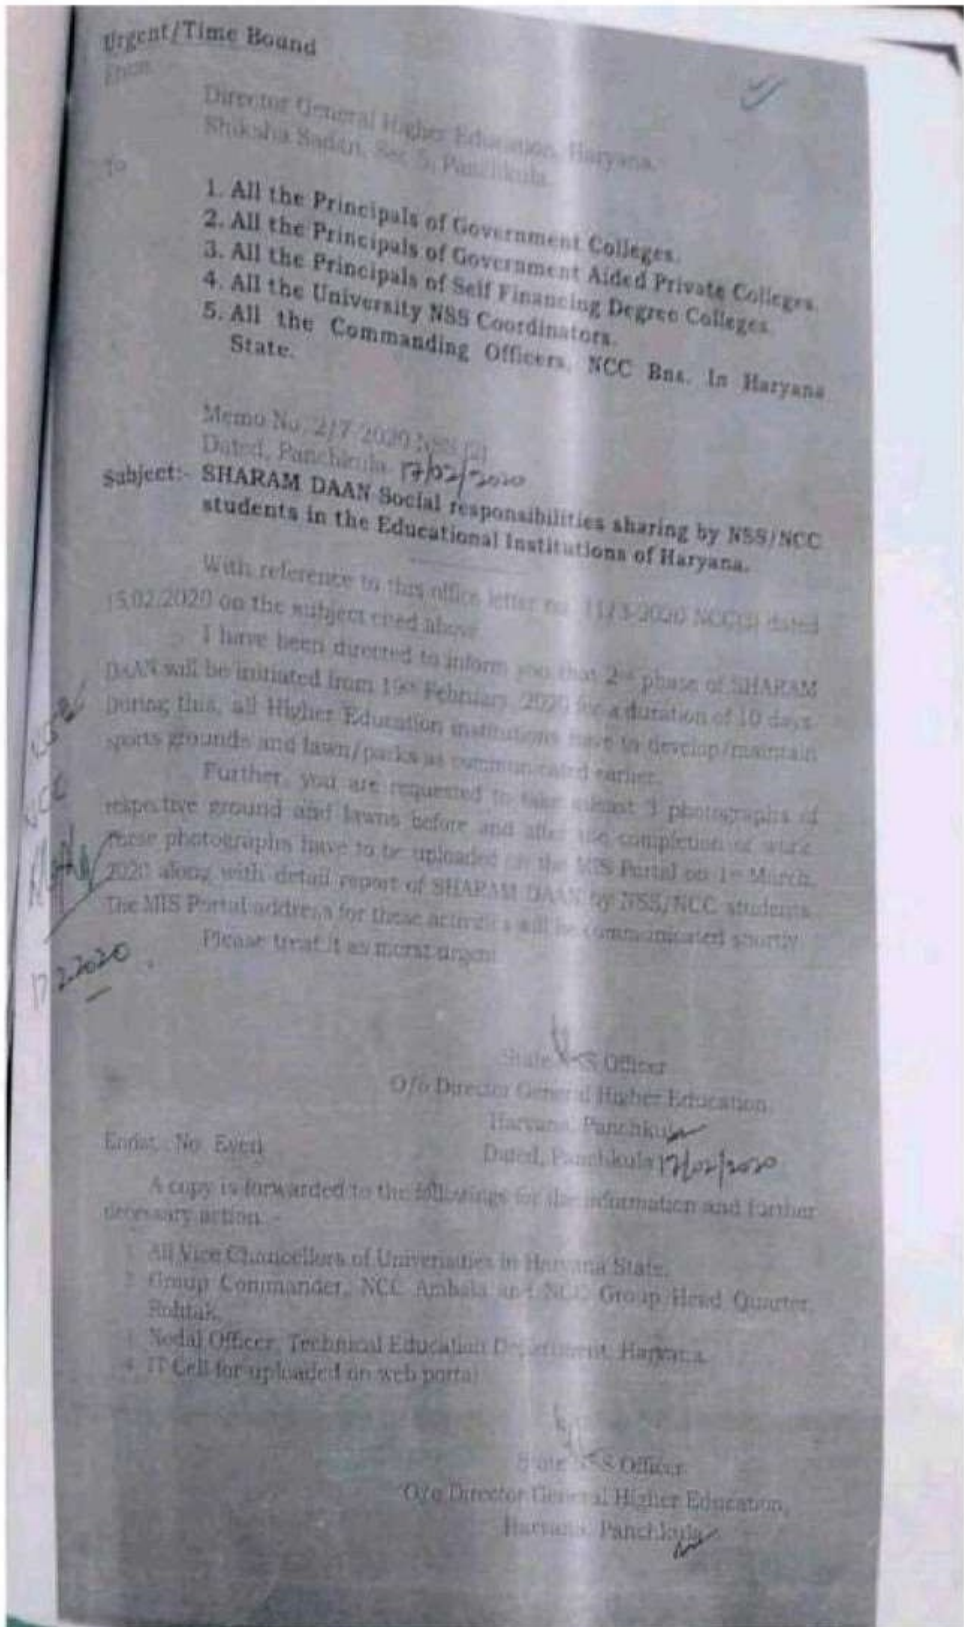 Urgent/Time Bound
From
Director General Higher Education, Haryana,
Shiksha Sadan, Sec 5, Panchkula.
To
1. All the Principals of Government Colleges.
2. All the Principals of Government Aided Private Colleges.
3. All the Principals of Self Financing Degree Colleges.
4. All the University NSS Coordinators.
5. All the Commanding Officers, NCC Bns. In Haryana
State.
Memo No. 2/7-2020 NSS (2)
Dated, Panchkula 17/02/2020
Subject:- SHARAM DAAN Social responsibilities sharing by NSS/NCC
students in the Educational Institutions of Haryana.
With reference to this office letter no. 11/3-2020 NCC(3) dated
15.02.2020 on the subject cited above.
I have been directed to inform you that 2nd phase of SHARAM
DAAN will be initiated from 19th February, 2020 for a duration of 10 days.
During this, all Higher Education institutions have to develop/maintain
sports grounds and lawn/parks as communicated earlier.
Further, you are requested to take atleast 3 photographs of
respective ground and lawns before and after the completion of work.
These photographs have to be uploaded on the MIS Portal on 1st March,
2020 along with detail report of SHARAM DAAN by NSS/NCC students.
The MIS Portal address for these activities will be communicated shortly.
Please treat it as most urgent.
NCC
17.2.2020
State NSS Officer
O/o Director General Higher Education,
Haryana, Panchkula
Endst. No. Even
Dated, Panchkula 17/02/2020
A copy is forwarded to the followings for the information and further
necessary action:-
1. All Vice Chancellors of Universities in Haryana State.
2. Group Commander, NCC Ambala and NCC Group Head Quarter,
Rohtak.
3. Nodal Officer, Technical Education Department, Haryana.
4. IT Cell for uploaded on web portal
State NSS Officer
O/o Director General Higher Education,
Haryana, Panchkula